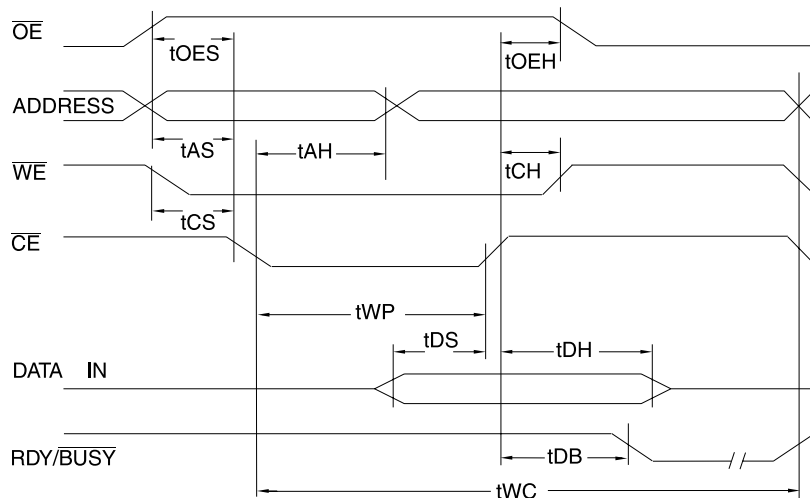 OE
tOES
tOEH
ADDRESS
tAS
tAH
tCH
WE
tCS
CE
tWP
tDS
tDH
DATA IN
RDY/BUSY
tDB
tWC